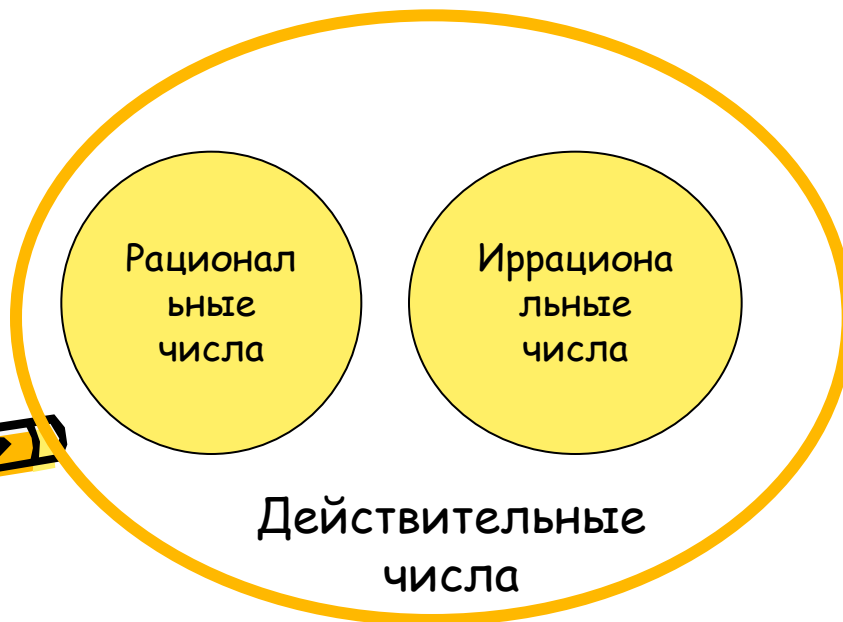 Рационал
ьные
числа
Иррациона
льные
числа
Действительные
числа